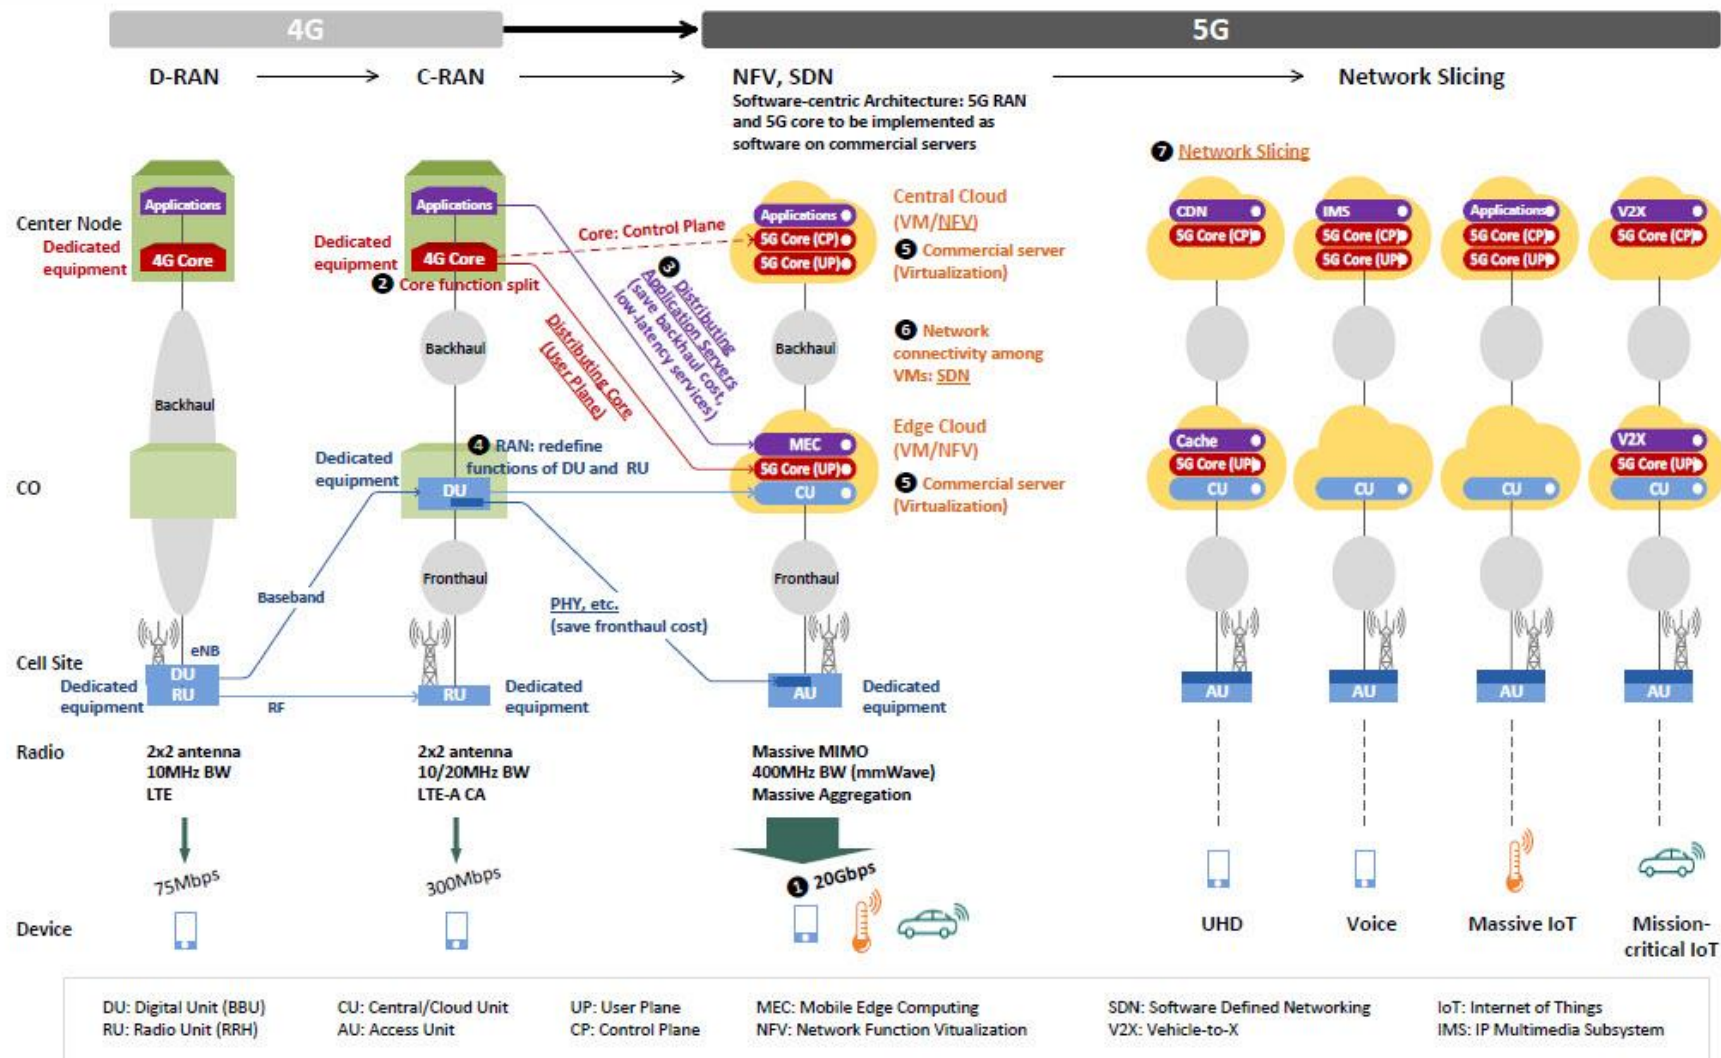 4G
5G
D-RAN
C-RAN
NFV, SDN
Network Slicing
Software-centric Architecture: 5G RAN
and 5G core to be implemented as
software on commercial servers
❼ Network Slicing
Center Node
Dedicated
equipment
Applications
4G Core
Dedicated
equipment
Applications
4G Core
❷ Core function split
Core: Control Plane
❸ Distributing
Application Servers
(save backhaul cost,
low-latency services)
Distributing Core
(User Plane)
Applications
5G Core (CP)
5G Core (UP)
Central Cloud
(VM/NFV)
❺ Commercial server
(Virtualization)
CDN
5G Core (CP)
IMS
5G Core (CP)
5G Core (UP)
Applications
5G Core (CP)
5G Core (UP)
V2X
5G Core (CP)
Backhaul
Backhaul
Backhaul
❻ Network
connectivity among
VMs: SDN
CO
Dedicated
equipment
❹ RAN: redefine
functions of DU and RU
DU
MEC
5G Core (UP)
CU
Edge Cloud
(VM/NFV)
❺ Commercial server
(Virtualization)
Cache
5G Core (UP)
CU
CU
CU
V2X
5G Core (UP)
CU
Baseband
Fronthaul
PHY, etc.
(save fronthaul cost)
Fronthaul
Cell Site
Dedicated
equipment
eNB
DU
RU
RF
RU
Dedicated
equipment
AU
Dedicated
equipment
AU
AU
AU
AU
Radio
2x2 antenna
10MHz BW
LTE
2x2 antenna
10/20MHz BW
LTE-A CA
Massive MIMO
400MHz BW (mmWave)
Massive Aggregation
75Mbps
300Mbps
❶ 20Gbps
Device
UHD
Voice
Massive IoT
Mission-
critical IoT
DU: Digital Unit (BBU)
RU: Radio Unit (RRH)
CU: Central/Cloud Unit
AU: Access Unit
UP: User Plane
CP: Control Plane
MEC: Mobile Edge Computing
NFV: Network Function Vitualization
SDN: Software Defined Networking
V2X: Vehicle-to-X
IoT: Internet of Things
IMS: IP Multimedia Subsystem